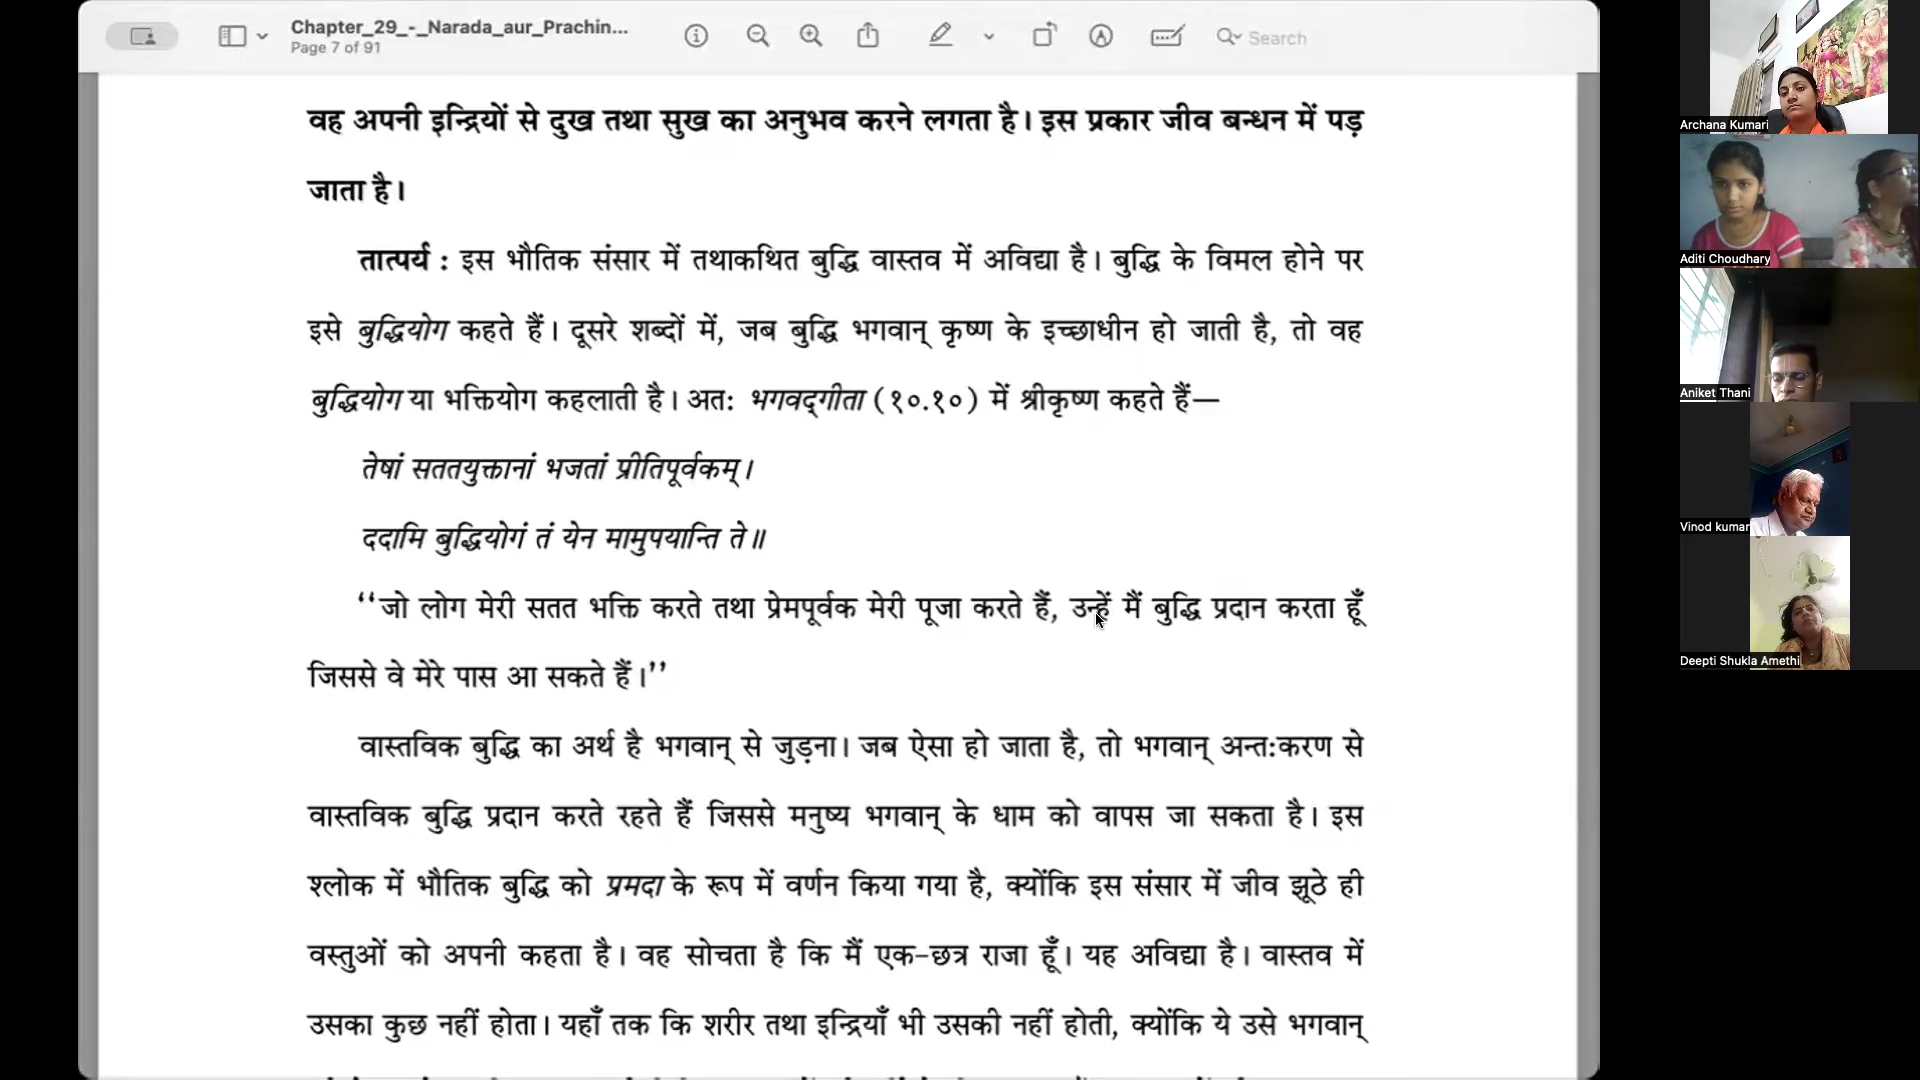 Chapter_29_-_Narada_aur_Prachin...
Page 7 of 91
Search
वह अपनी इन्द्रियों से दुख तथा सुख का अनुभव करने लगता है। इस प्रकार जीव बन्धन में पड़
जाता है।
तात्पर्य : इस भौतिक संसार में तथाकथित बुद्धि वास्तव में अविद्या है। बुद्धि के विमल होने पर
इसे बुद्धियोग कहते हैं। दूसरे शब्दों में, जब बुद्धि भगवान् कृष्ण के इच्छाधीन हो जाती है, तो वह
बुद्धियोग या भक्तियोग कहलाती है। अतः भगवद्गीता (१०.१०) में श्रीकृष्ण कहते हैं—
तेषां सततयुक्तानां भजतां प्रीतिपूर्वकम्।
ददामि बुद्धियोगं तं येन मामुपयान्ति ते॥
‘‘जो लोग मेरी सतत भक्ति करते तथा प्रेमपूर्वक मेरी पूजा करते हैं, उन्हें मैं बुद्धि प्रदान करता हूँ
जिससे वे मेरे पास आ सकते हैं।’’
वास्तविक बुद्धि का अर्थ है भगवान् से जुड़ना। जब ऐसा हो जाता है, तो भगवान् अन्तःकरण से
वास्तविक बुद्धि प्रदान करते रहते हैं जिससे मनुष्य भगवान् के धाम को वापस जा सकता है। इस
श्लोक में भौतिक बुद्धि को प्रमदा के रूप में वर्णन किया गया है, क्योंकि इस संसार में जीव झूठे ही
वस्तुओं को अपनी कहता है। वह सोचता है कि मैं एक-छत्र राजा हूँ। यह अविद्या है। वास्तव में
उसका कुछ नहीं होता। यहाँ तक कि शरीर तथा इन्द्रियाँ भी उसकी नहीं होती, क्योंकि ये उसे भगवान्
Archana Kumari
Aditi Choudhary
Aniket Thani
Vinod kumar
Deepti Shukla Amethi